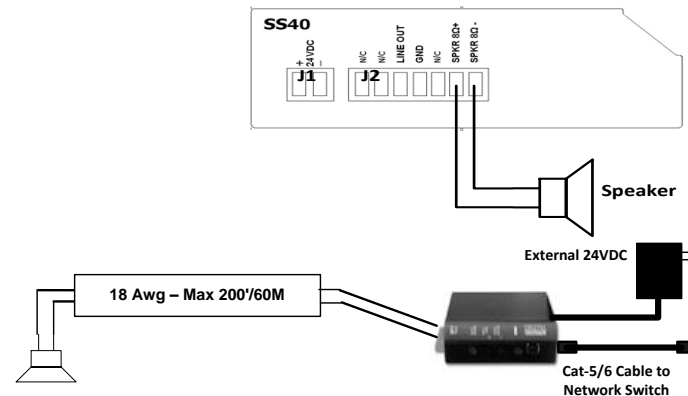 SS40
+
24VDC
–
J1
N/C
N/C
LINE OUT
GND
N/C
SPKR 8Ω+
SPKR 8Ω -
J2
Speaker
External 24VDC
18 Awg – Max 200'/60M
Cat-5/6 Cable to
Network Switch